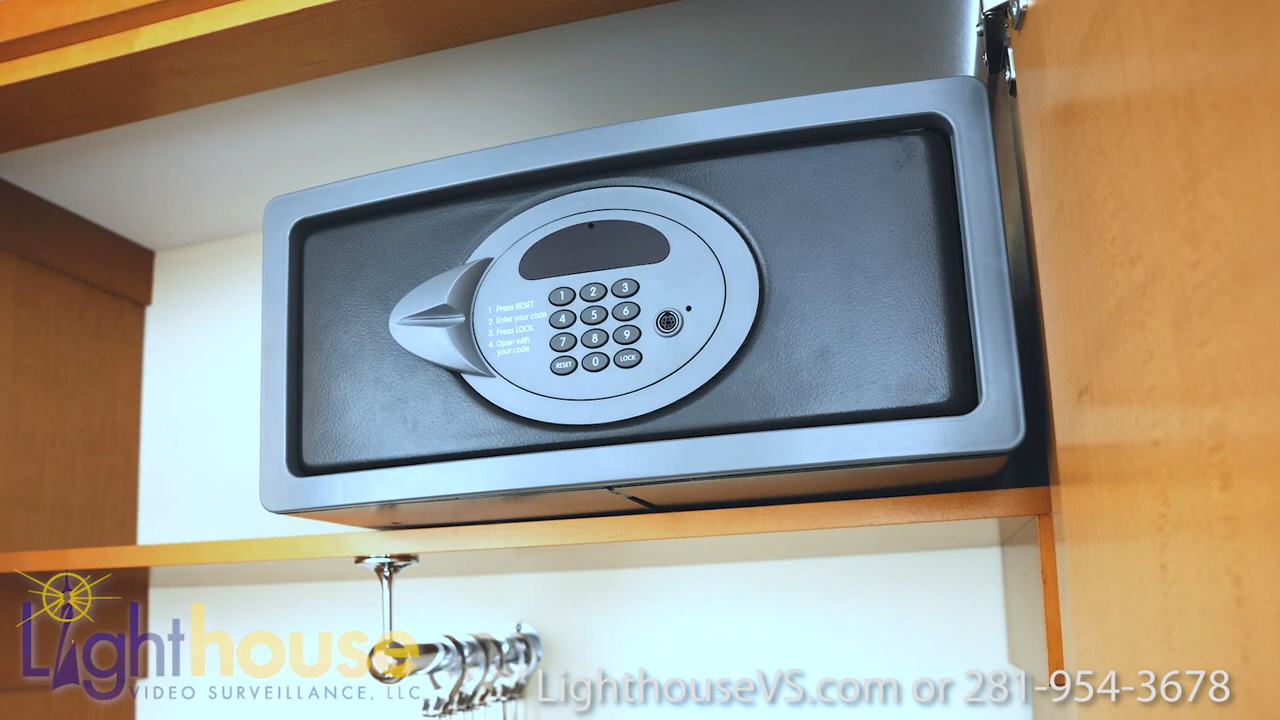 1 2 3
4 5 6
7 8 9
RESET 0 LOCK
1 Press RESET
2 Enter your code
3. Press LOCK
4. Open with
your code
Lighthouse
VIDEO SURVEILLANCE, LLC
LighthouseVS.com or 281-954-3678